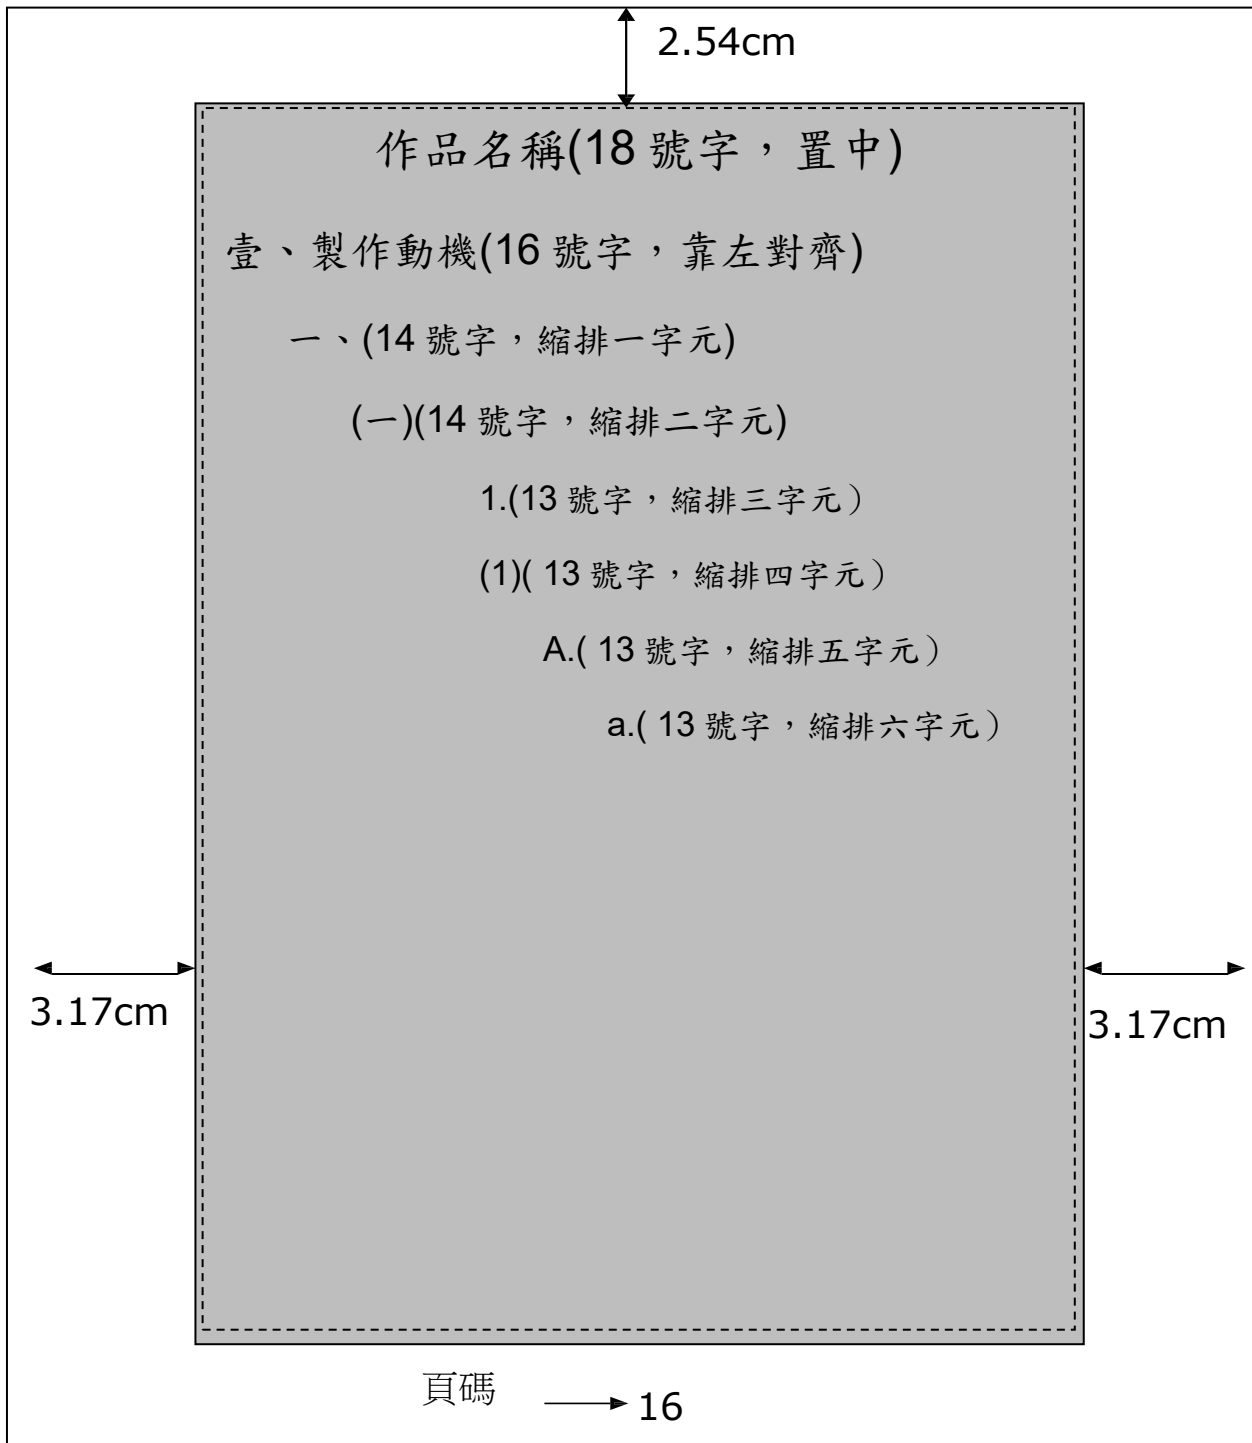 2.54cm
作品名稱(18 號字，置中)
壹、製作動機(16 號字，靠左對齊)
一、(14 號字，縮排一字元)
(一)(14 號字，縮排二字元)
1.(13 號字，縮排三字元）
(1)( 13 號字，縮排四字元）
A.( 13 號字，縮排五字元）
a.( 13 號字，縮排六字元）
3.17cm
3.17cm
頁碼
16